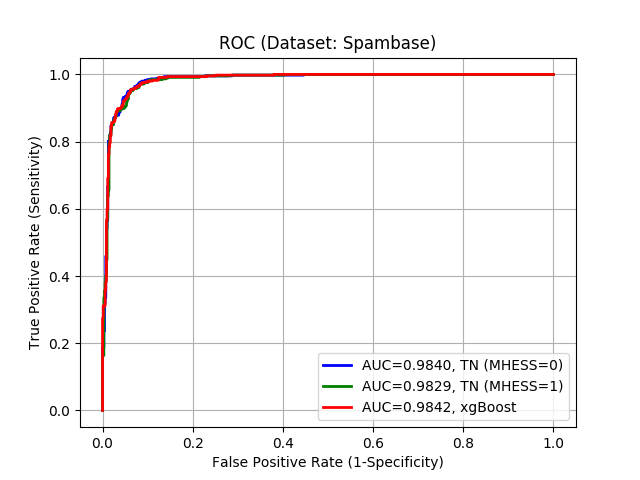 ROC (Dataset: Spambase)
True Positive Rate (Sensitivity)
1.0
0.8
0.6
0.4
0.2
0.0
AUC=0.9840, TN (MHESS=0)
AUC=0.9829, TN (MHESS=1)
AUC=0.9842, xgBoost
0.0 0.2 0.4 0.6 0.8 1.0
False Positive Rate (1-Specificity)